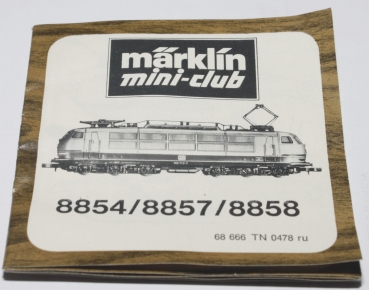 märklin
mini-club
8854/8857/8858
68 666 TN 0478 ru